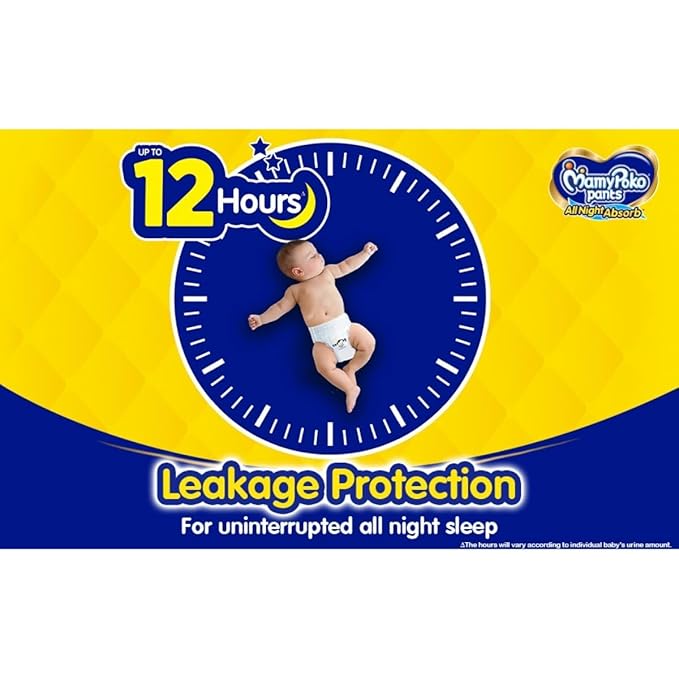 UP TO
12 Hours△
MamyPoko
pants
All Night Absorb
Leakage Protection
For uninterrupted all night sleep
△The hours will vary according to individual baby's urine amount.